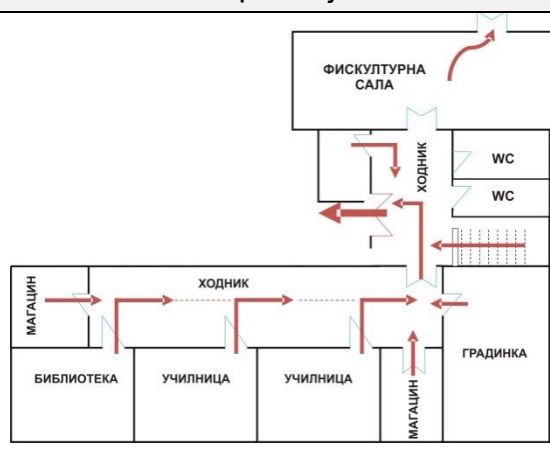 ФИСКУЛТУРНА
САЛА
ХОДНИК
WC
WC
МАГАЦИН
ХОДНИК
БИБЛИОТЕКА
УЧИЛНИЦА
УЧИЛНИЦА
МАГАЦИН
ГРАДИНКА